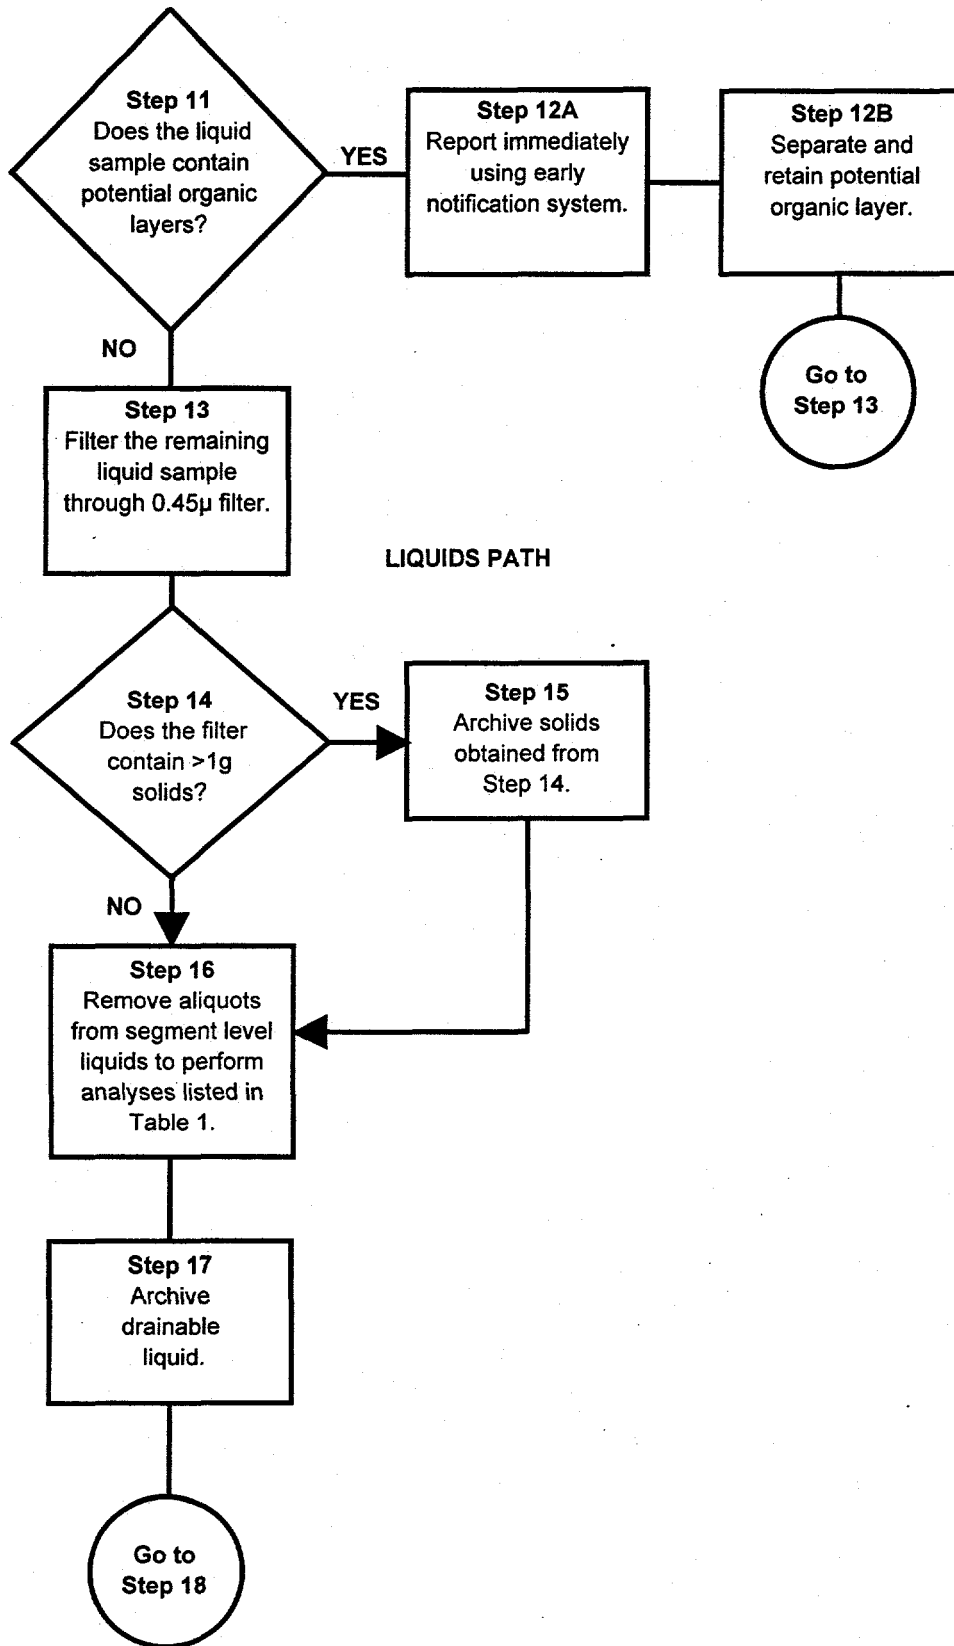 Step 11
Does the liquid
sample contain
potential organic
layers?
YES
Step 12A
Report immediately
using early
notification system.
Step 12B
Separate and
retain potential
organic layer.
Go to
Step 13
NO
Step 13
Filter the remaining
liquid sample
through 0.45µ filter.
LIQUIDS PATH
Step 14
Does the filter
contain >1g
solids?
YES
Step 15
Archive solids
obtained from
Step 14.
NO
Step 16
Remove aliquots
from segment level
liquids to perform
analyses listed in
Table 1.
Step 17
Archive
drainable
liquid.
Go to
Step 18